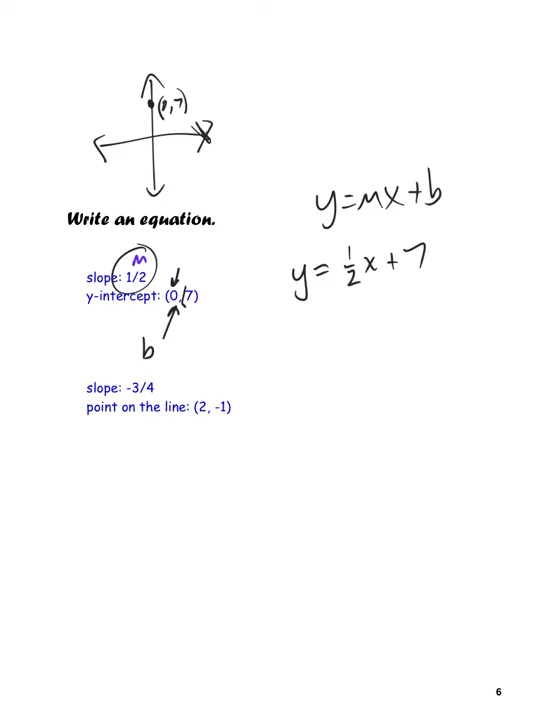 (0,7)
y=mx+b
Write an equation.
y=½x+7
m
slope: 1/2
y-intercept: (0, 7)
b
slope: -3/4
point on the line: (2, -1)
6